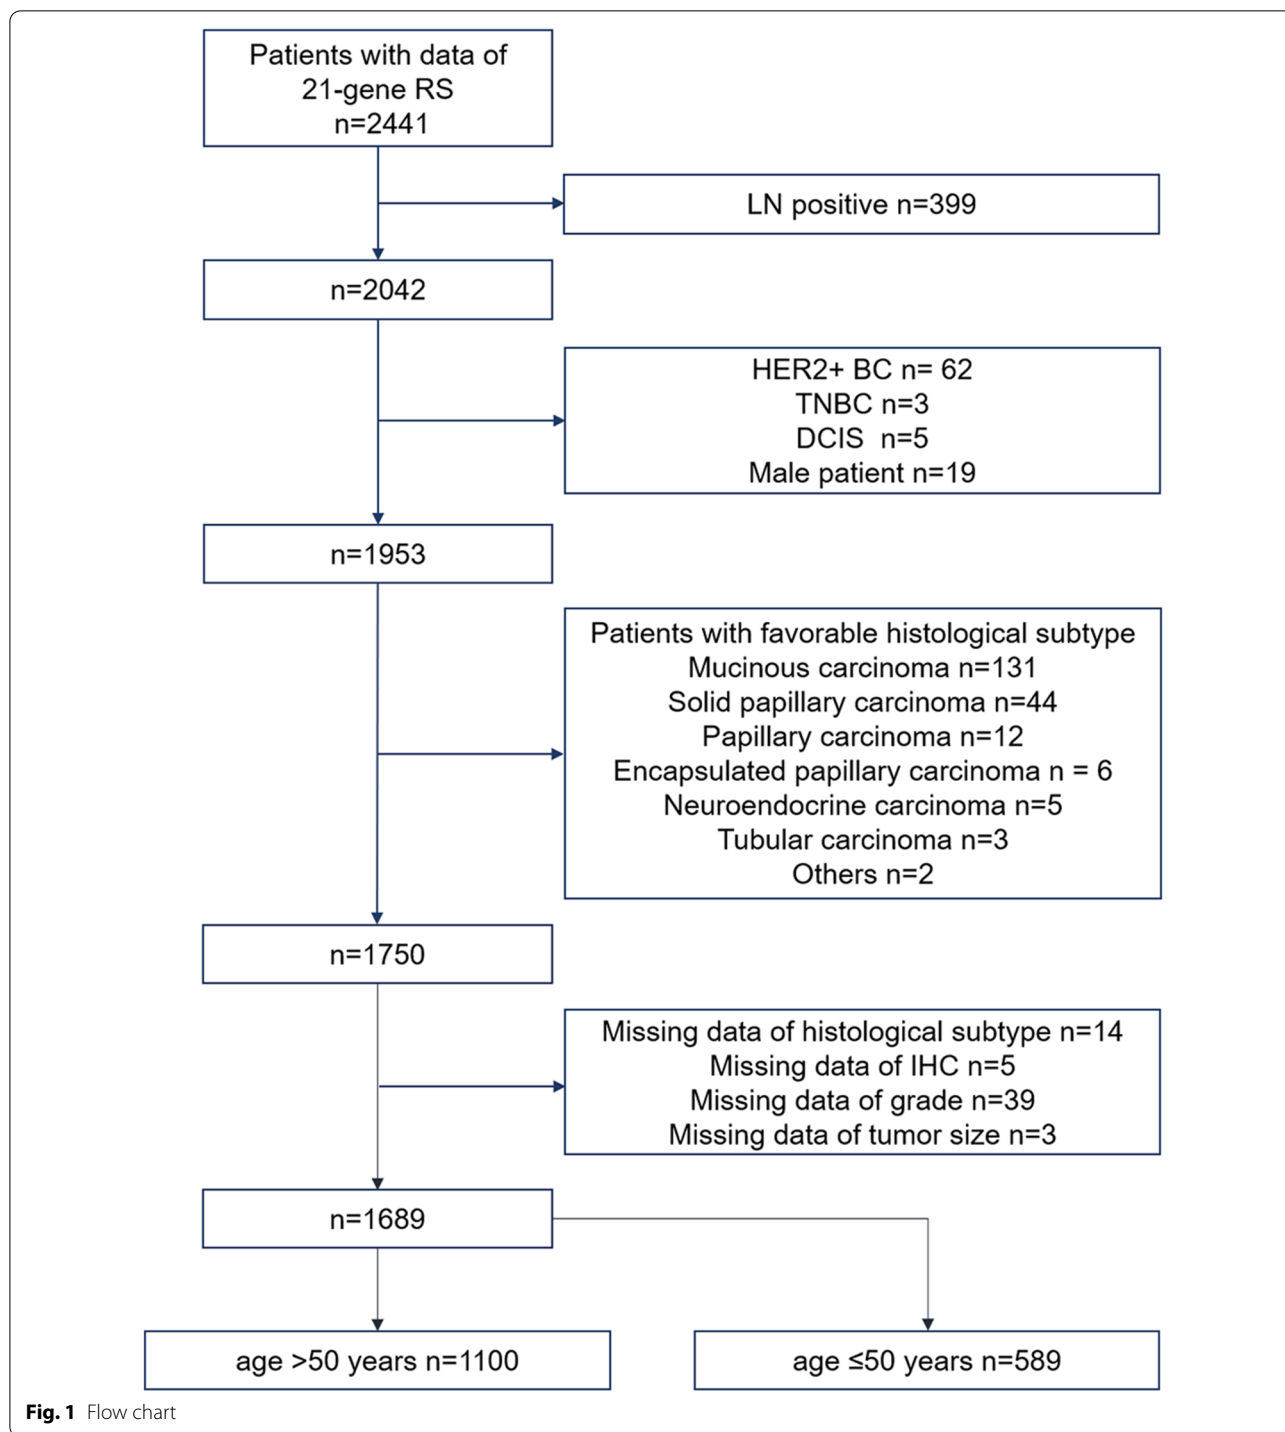 Patients with data of
21-gene RS
n=2441
LN positive n=399
n=2042
HER2+ BC n= 62
TNBC n=3
DCIS  n=5
Male patient n=19
n=1953
Patients with favorable histological subtype
Mucinous carcinoma n=131
Solid papillary carcinoma n=44
Papillary carcinoma n=12
Encapsulated papillary carcinoma n = 6
Neuroendocrine carcinoma n=5
Tubular carcinoma n=3
Others n=2
n=1750
Missing data of histological subtype n=14
Missing data of IHC n=5
Missing data of grade n=39
Missing data of tumor size n=3
n=1689
age >50 years n=1100
age ≤50 years n=589
Fig. 1 Flow chart